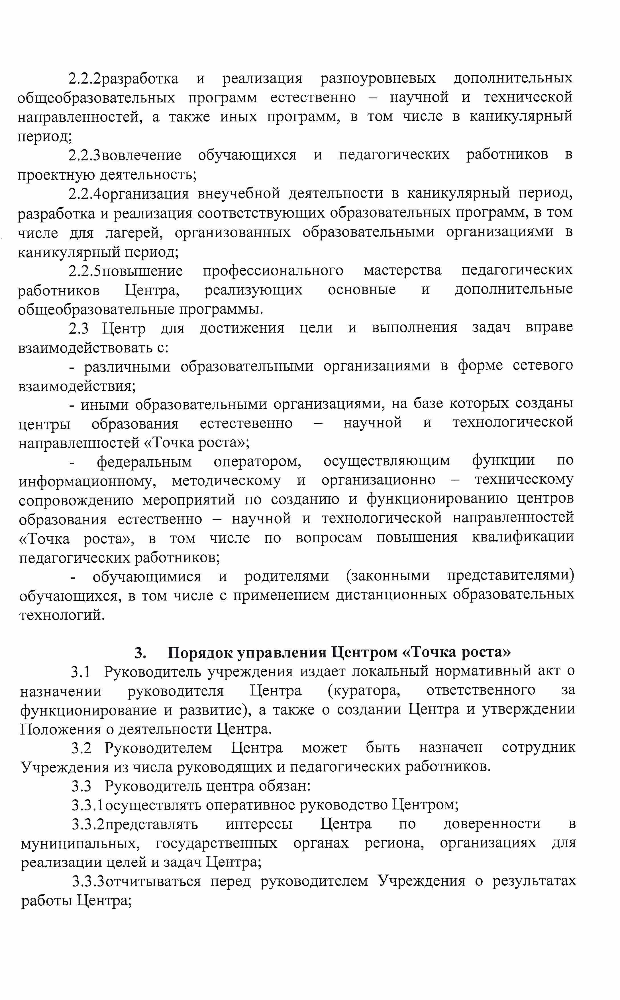 2.2.2разработка и реализация разноуровневых дополнительных
общеобразовательных программ естественно – научной и технической
направленностей, а также иных программ, в том числе в каникулярный
период;
2.2.3вовлечение обучающихся и педагогических работников в
проектную деятельность;
2.2.4организация внеучебной деятельности в каникулярный период,
разработка и реализация соответствующих образовательных программ, в том
числе для лагерей, организованных образовательными организациями в
каникулярный период;
2.2.5повышение профессионального мастерства педагогических
работников Центра, реализующих основные и дополнительные
общеобразовательные программы.
2.3 Центр для достижения цели и выполнения задач вправе
взаимодействовать с:
- различными образовательными организациями в форме сетевого
взаимодействия;
- иными образовательными организациями, на базе которых созданы
центры образования естестевенно – научной и технологической
направленностей «Точка роста»;
- федеральным оператором, осуществляющим функции по
информационному, методическому и организационно – техническому
сопровождению мероприятий по созданию и функционированию центров
образования естественно – научной и технологической направленностей
«Точка роста», в том числе по вопросам повышения квалификации
педагогических работников;
- обучающимися и родителями (законными представителями)
обучающихся, в том числе с применением дистанционных образовательных
технологий.
3. Порядок управления Центром «Точка роста»
3.1 Руководитель учреждения издает локальный нормативный акт о
назначении руководителя Центра (куратора, ответственного за
функционирование и развитие), а также о создании Центра и утверждении
Положения о деятельности Центра.
3.2 Руководителем Центра может быть назначен сотрудник
Учреждения из числа руководящих и педагогических работников.
3.3 Руководитель центра обязан:
3.3.1осуществлять оперативное руководство Центром;
3.3.2представлять интересы Центра по доверенности в
муниципальных, государственных органах региона, организациях для
реализации целей и задач Центра;
3.3.3отчитываться перед руководителем Учреждения о результатах
работы Центра;